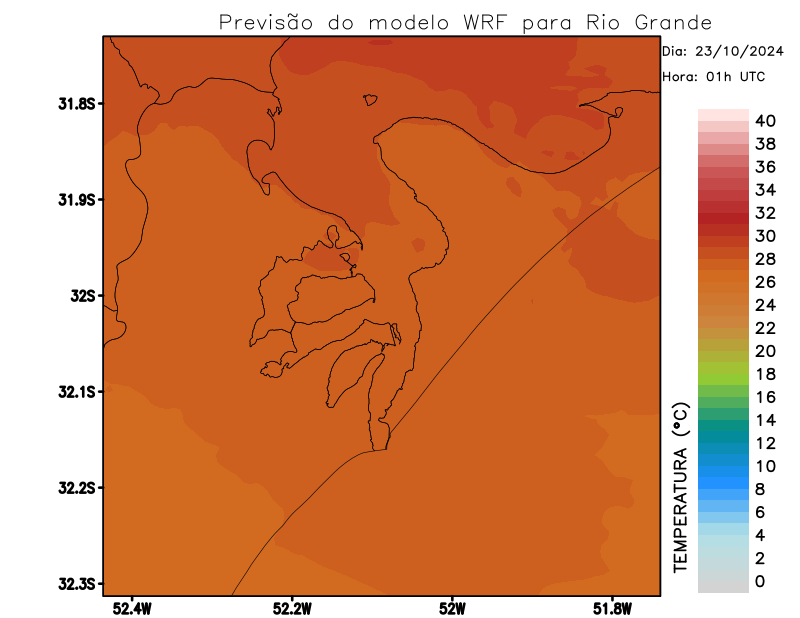 Previsão do modelo WRF para Rio Grande
Dia: 23/10/2024
Hora: 01h UTC
31.8S
31.9S
32S
32.1S
32.2S
32.3S
52.4W
52.2W
52W
51.8W
TEMPERATURA (°C)
40
38
36
34
32
30
28
26
24
22
20
18
16
14
12
10
8
6
4
2
0